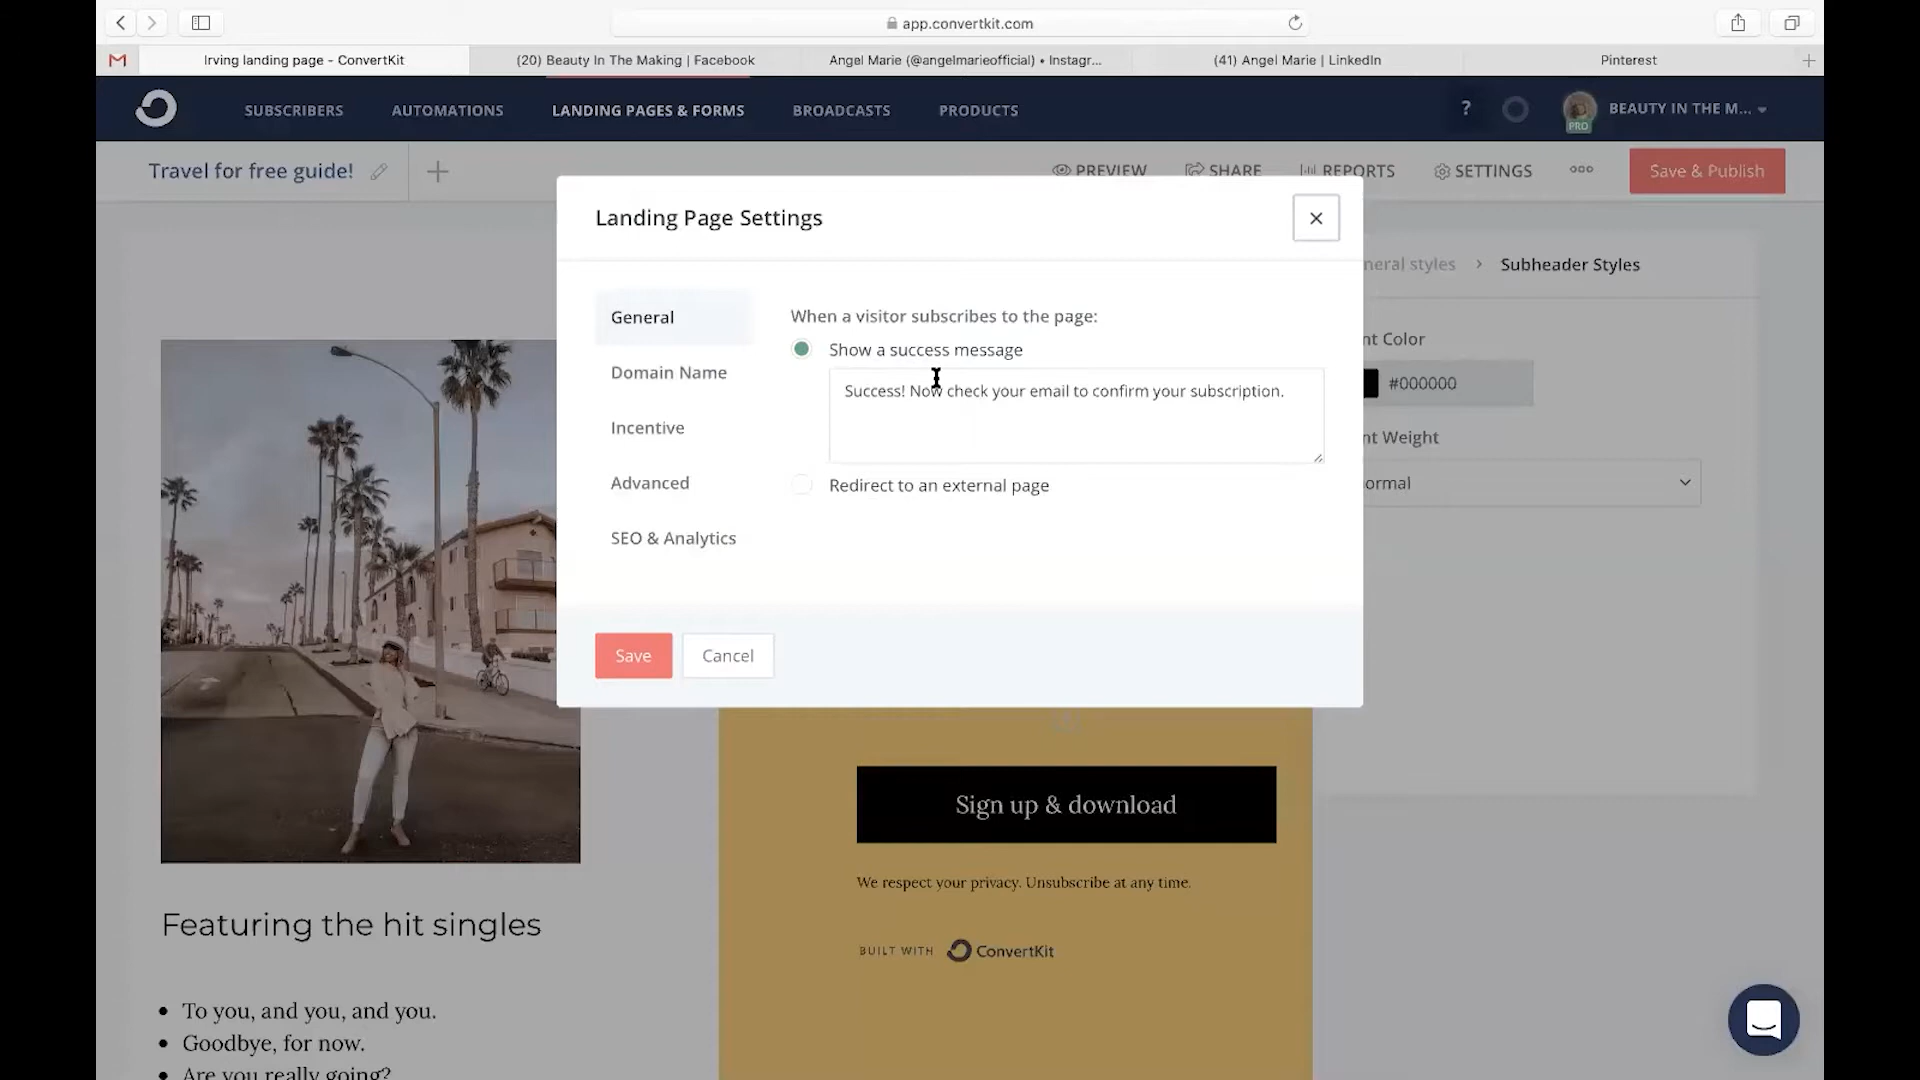 app.convertkit.com
Irving landing page - ConvertKit
(20) Beauty In The Making | Facebook
Angel Marie (@angelmarieofficial) • Instagr...
(41) Angel Marie | LinkedIn
Pinterest
SUBSCRIBERS
AUTOMATIONS
LANDING PAGES & FORMS
BROADCASTS
PRODUCTS
?
PRO
BEAUTY IN THE M...
Travel for free guide!
PREVIEW
SHARE
REPORTS
SETTINGS
Save & Publish
Landing Page Settings
neral styles > Subheader Styles
General
Domain Name
Incentive
Advanced
SEO & Analytics
When a visitor subscribes to the page:
Show a success message
Success! Now check your email to confirm your subscription.
Redirect to an external page
Save
Cancel
nt Color
#000000
nt Weight
ormal
Sign up & download
We respect your privacy. Unsubscribe at any time.
BUILT WITH ConvertKit
Featuring the hit singles
• To you, and you, and you.
• Goodbye, for now.
• Are you really going?